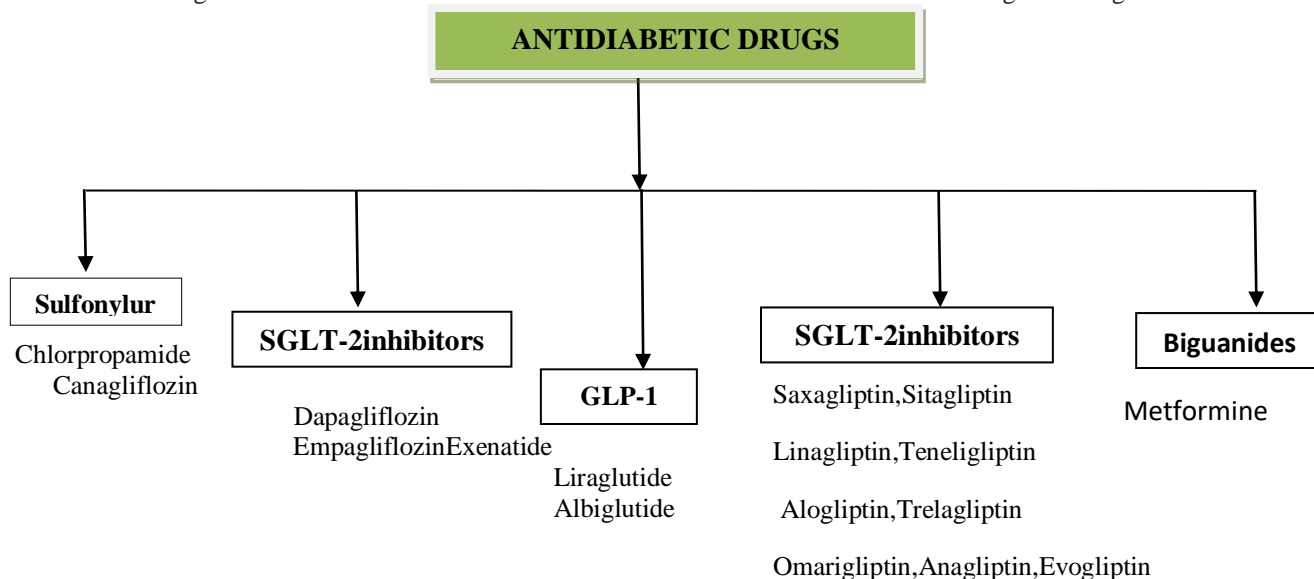 ANTIDIABETIC DRUGS
Sulfonylur
Chlorpropamide
Canagliflozin
SGLT-2inhibitors
Dapagliflozin
EmpagliflozinExenatide
GLP-1
Liraglutide
Albiglutide
SGLT-2inhibitors
Saxagliptin,Sitagliptin
Linagliptin,Teneligliptin
Alogliptin,Trelagliptin
Omarigliptin,Anagliptin,Evogliptin
Biguanides
Metformine